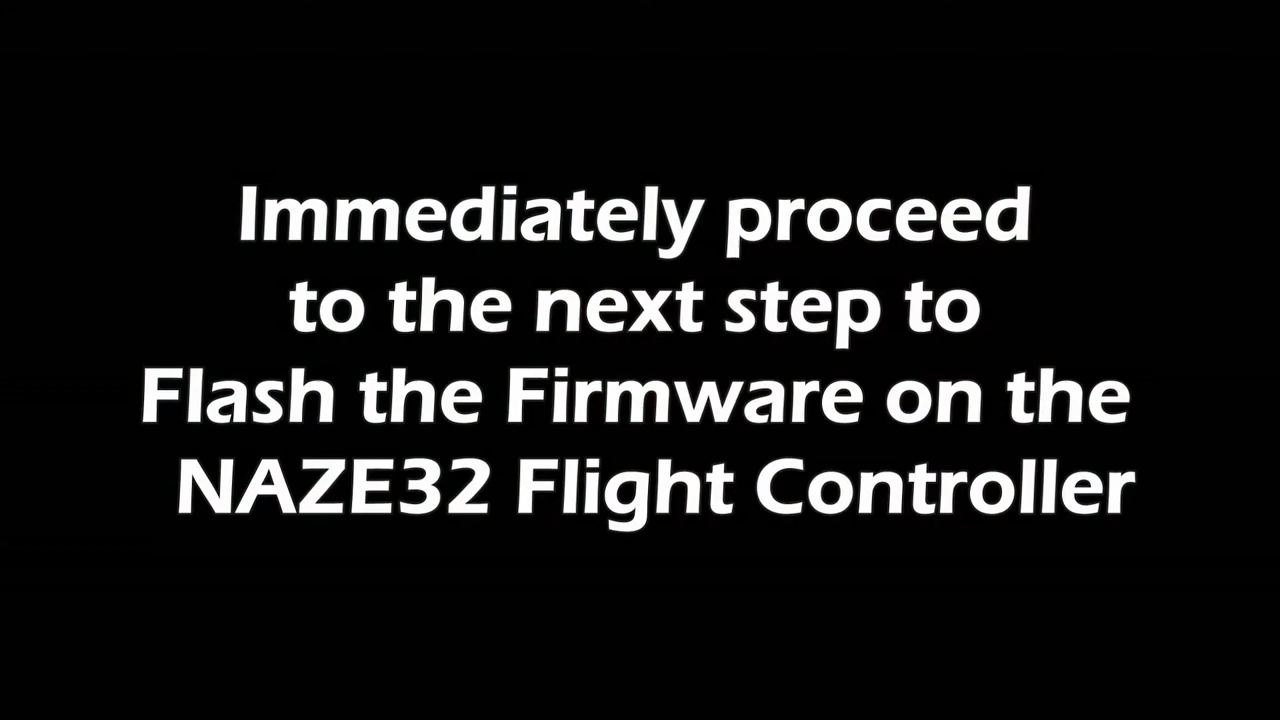 Immediately proceed
to the next step to
Flash the Firmware on the
NAZE32 Flight Controller